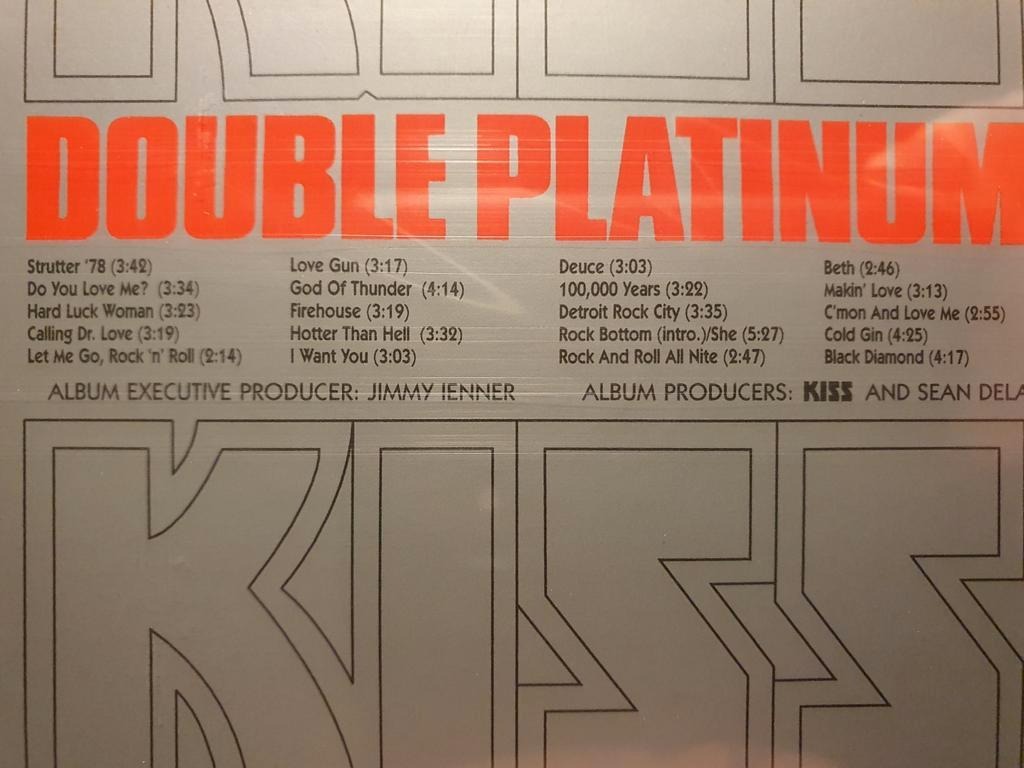 DOUBLE PLATINUM
Strutter '78 (3:42)
Do You Love Me? (3:34)
Hard Luck Woman (3:23)
Calling Dr. Love (3:19)
Let Me Go, Rock 'n' Roll (2:14)
Love Gun (3:17)
God Of Thunder (4:14)
Firehouse (3:19)
Hotter Than Hell (3:32)
I Want You (3:03)
Deuce (3:03)
100,000 Years (3:22)
Detroit Rock City (3:35)
Rock Bottom (intro.)/She (5:27)
Rock And Roll All Nite (2:47)
Beth (2:46)
Makin' Love (3:13)
C'mon And Love Me (2:55)
Cold Gin (4:25)
Black Diamond (4:17)
ALBUM EXECUTIVE PRODUCER: JIMMY IENNER
ALBUM PRODUCERS: KISS AND SEAN DELA
KISS